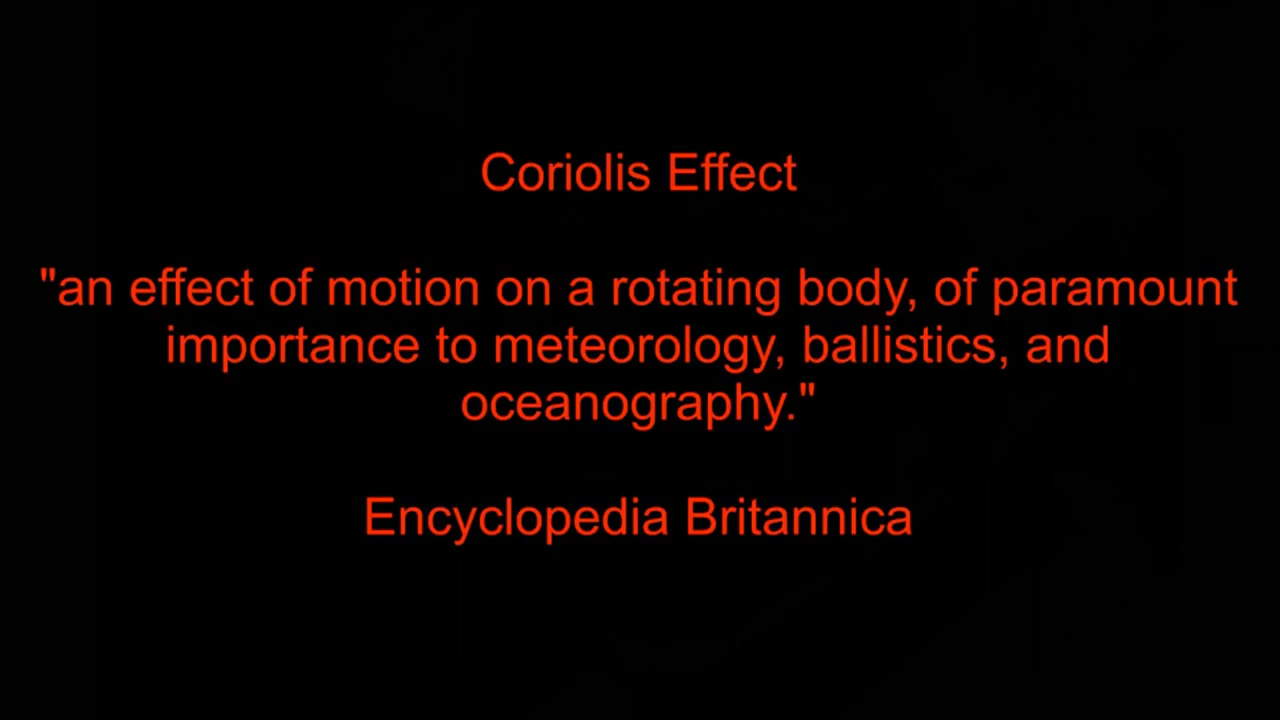 Coriolis Effect
"an effect of motion on a rotating body, of paramount
importance to meteorology, ballistics, and
oceanography."
Encyclopedia Britannica